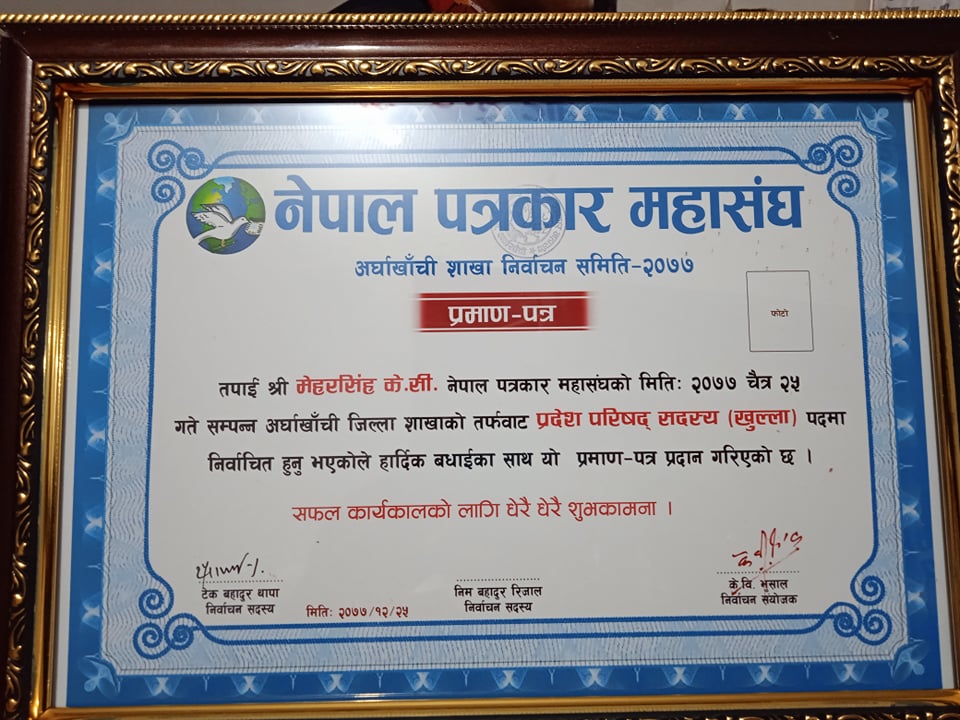 नेपाल पत्रकार महासंघ
अर्घाखाँची शाखा निर्वाचन समिति-२०७७
प्रमाण-पत्र
फोटो
तपाई श्री मेहरसिंह के.सी. नेपाल पत्रकार महासंघको मितिः २०७७ चैत्र २५
गते सम्पन्न अर्घाखाँची जिल्ला शाखाको तर्फवाट प्रदेश परिषद् सदस्य (खुल्ला) पदमा
निर्वाचित हुनु भएकोले हार्दिक बधाईका साथ यो प्रमाण-पत्र प्रदान गरिएको छ ।
सफल कार्यकालको लागि धेरै धेरै शुभकामना ।
टेक बहादुर थापा
निर्वाचन सदस्य
मितिः २०७७/१२/२५
निम बहादुर रिजाल
निर्वाचन सदस्य
के.वि. भुसाल
निर्वाचन संयोजक